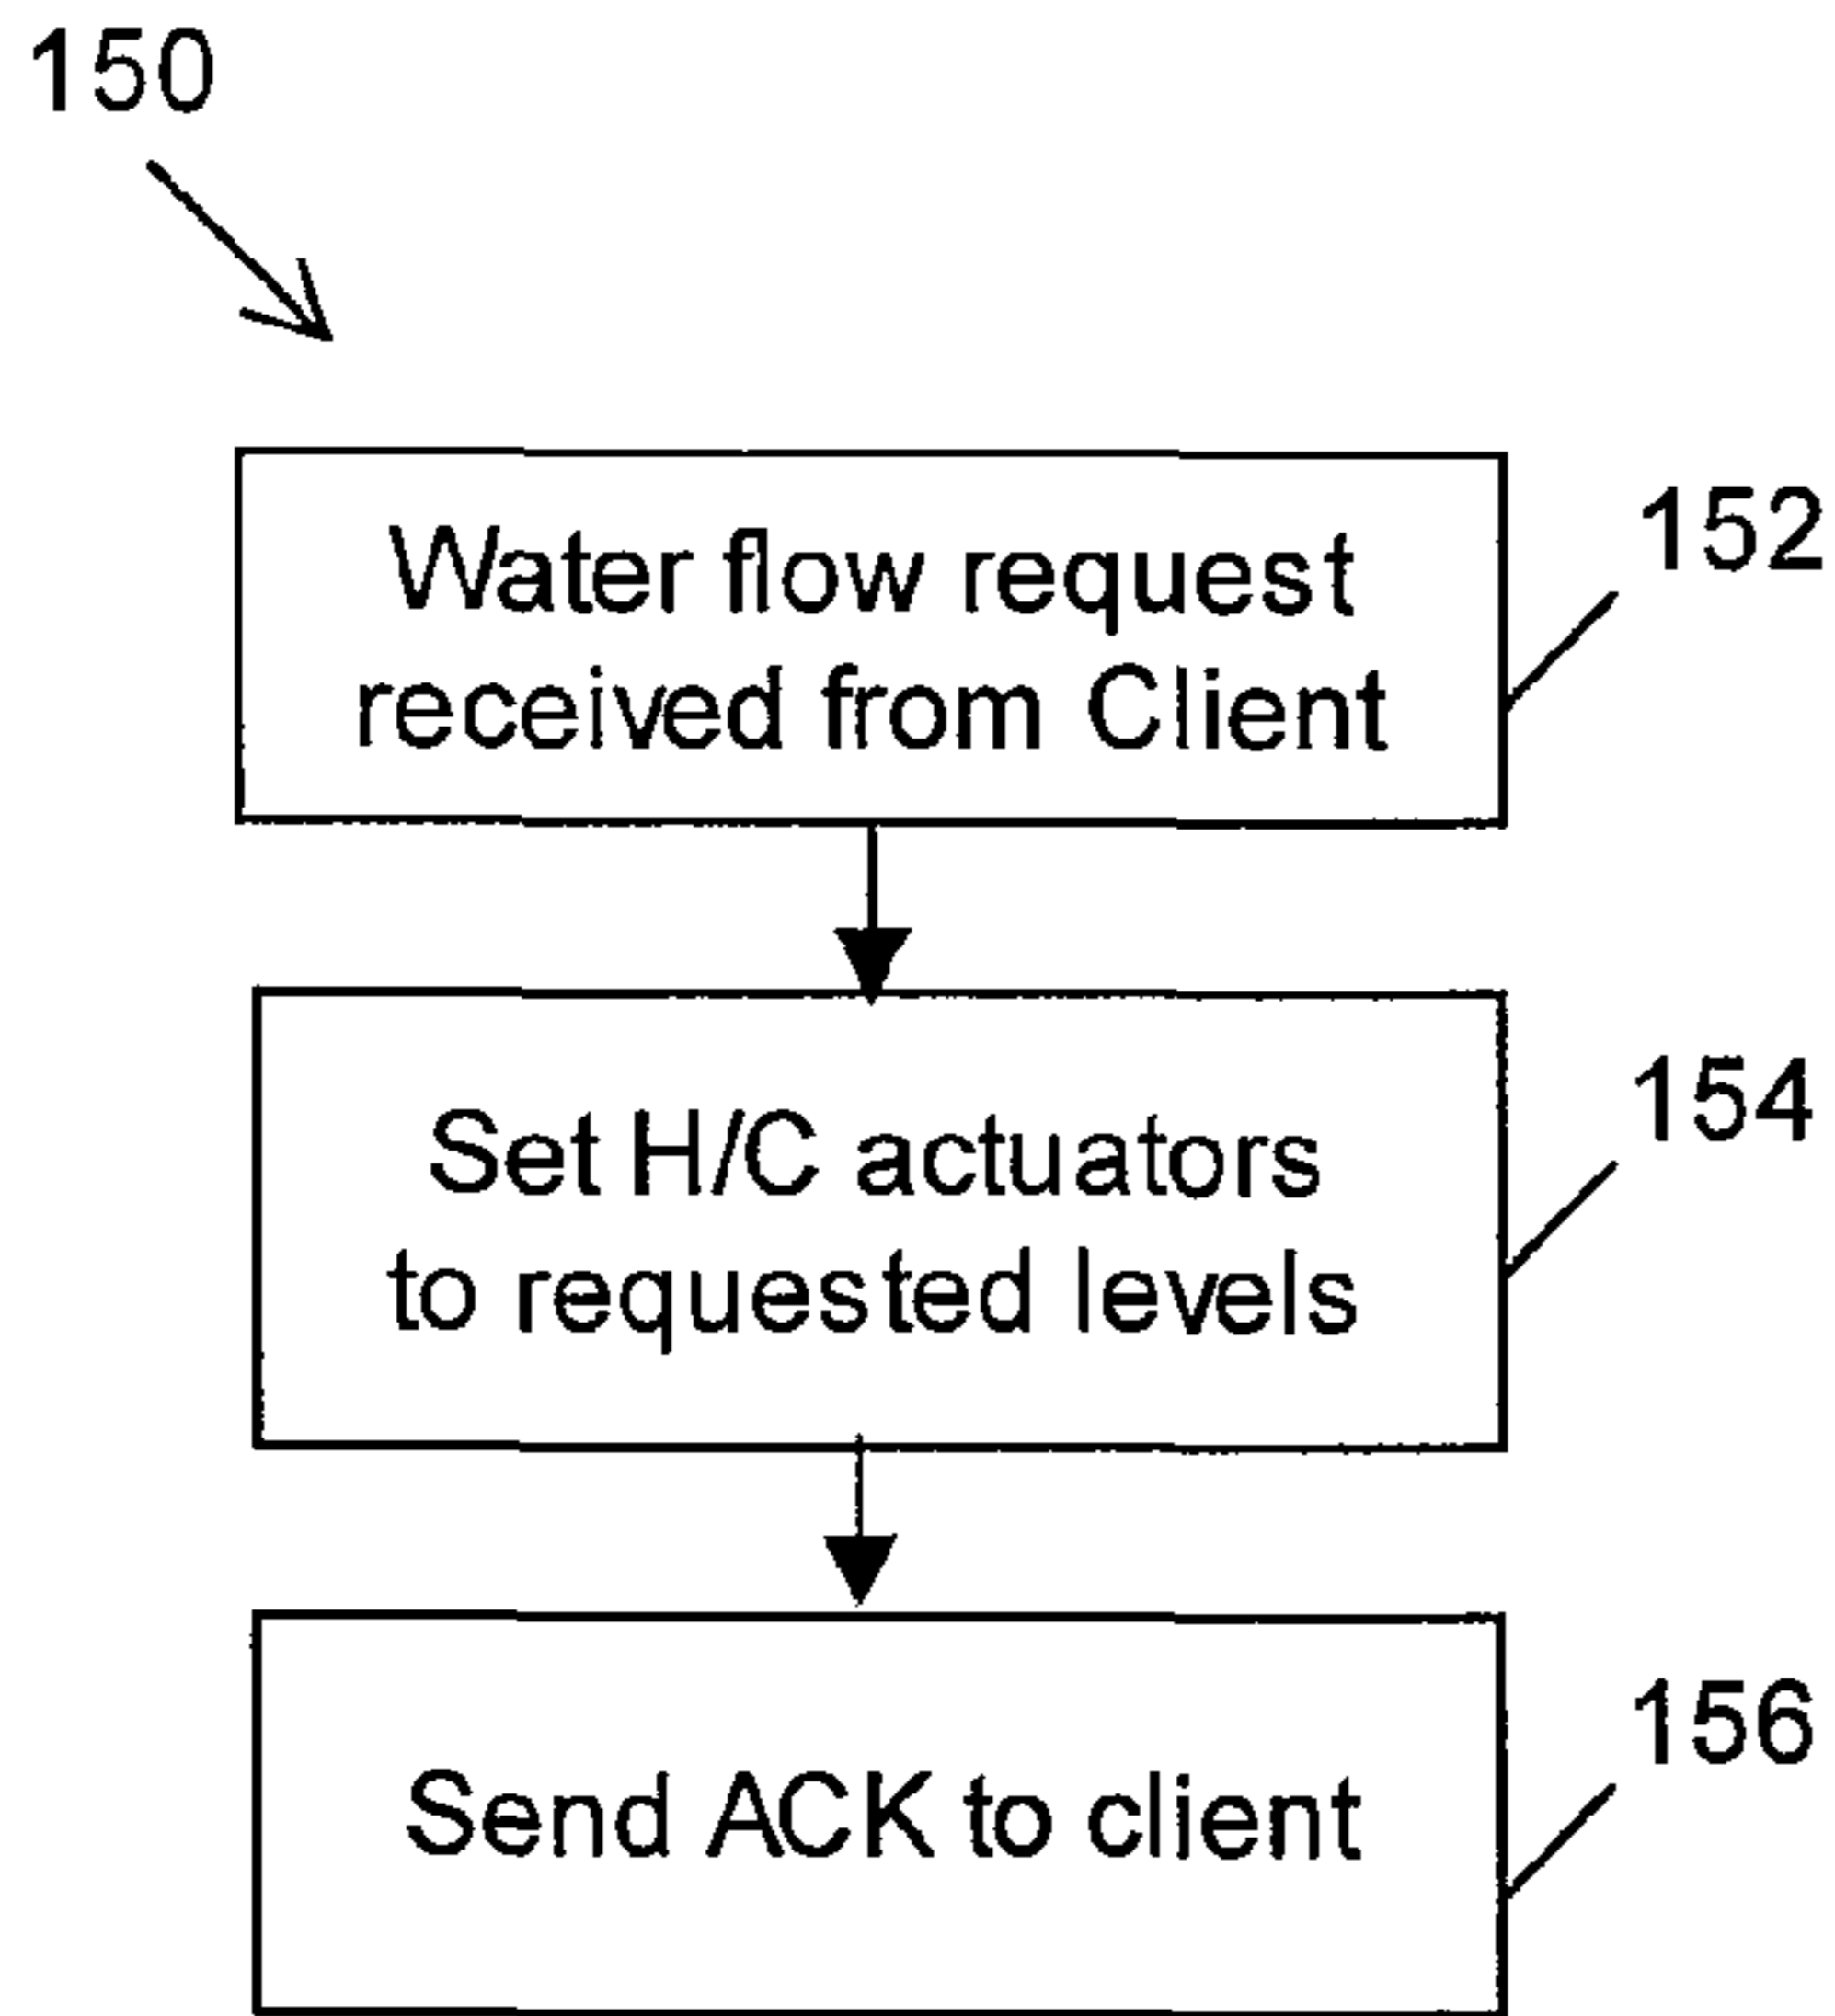 150
Water flow request
received from Client
152
Set H/C actuators
to requested levels
154
Send ACK to client
156